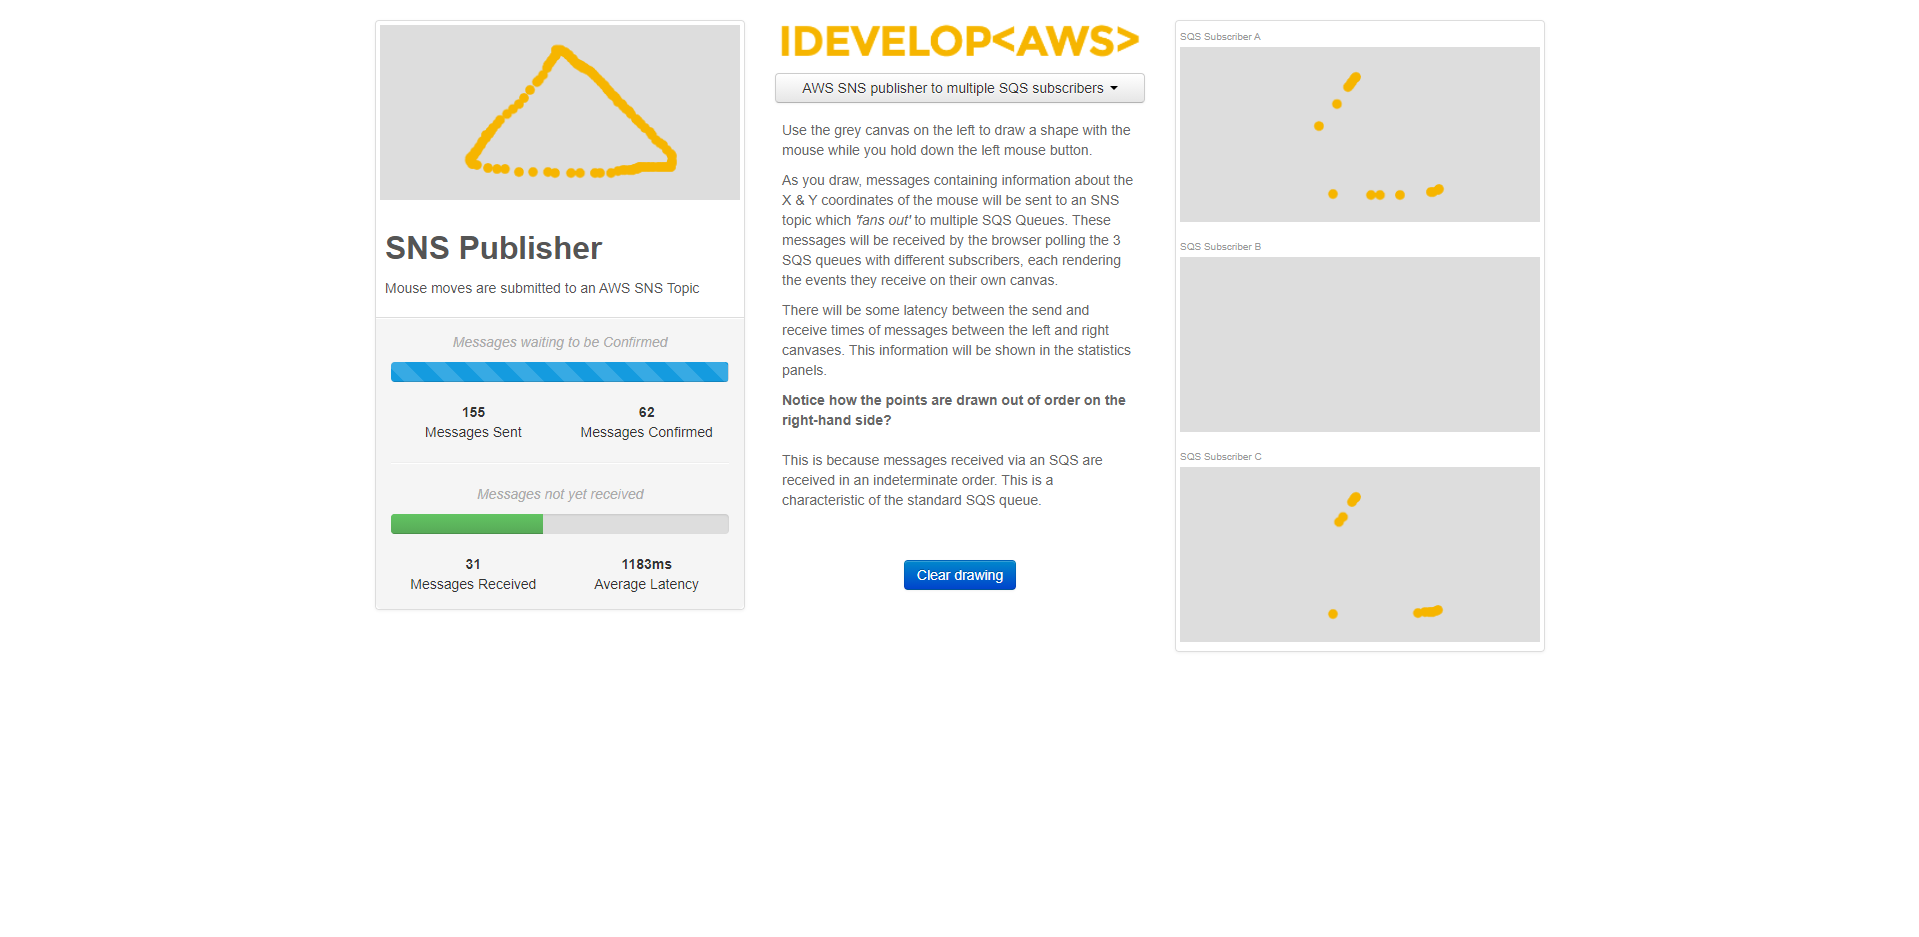 SNS Publisher
Mouse moves are submitted to an AWS SNS Topic
Messages waiting to be Confirmed
155
Messages Sent
62
Messages Confirmed
Messages not yet received
31
Messages Received
1183ms
Average Latency
IDEVELOP<AWS>
AWS SNS publisher to multiple SQS subscribers
Use the grey canvas on the left to draw a shape with the
mouse while you hold down the left mouse button.
As you draw, messages containing information about the
X & Y coordinates of the mouse will be sent to an SNS
topic which 'fans out' to multiple SQS Queues. These
messages will be received by the browser polling the 3
SQS queues with different subscribers, each rendering
the events they receive on their own canvas.
There will be some latency between the send and
receive times of messages between the left and right
canvases. This information will be shown in the statistics
panels.
Notice how the points are drawn out of order on the
right-hand side?
This is because messages received via an SQS are
received in an indeterminate order. This is a
characteristic of the standard SQS queue.
Clear drawing
SQS Subscriber A
SQS Subscriber B
SQS Subscriber C